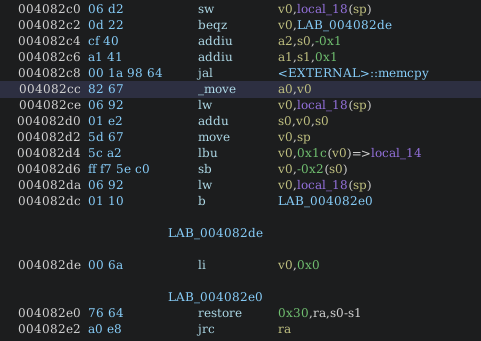 004082c0 06 d2 sw v0,local_18(sp)
004082c2 0d 22 beqz v0,LAB_004082de
004082c4 cf 40 addiu a2,s0,-0x1
004082c6 a1 41 addiu a1,s1,0x1
004082c8 00 1a 98 64 jal <EXTERNAL>::memcpy
004082cc 82 67 _move a0,v0
004082ce 06 92 lw v0,local_18(sp)
004082d0 01 e2 addu s0,v0,s0
004082d2 5d 67 move v0,sp
004082d4 5c a2 lbu v0,0x1c(v0)=>local_14
004082d6 ff f7 5e c0 sb v0,-0x2(s0)
004082da 06 92 lw v0,local_18(sp)
004082dc 01 10 b LAB_004082e0
LAB_004082de
004082de 00 6a li v0,0x0
LAB_004082e0
004082e0 76 64 restore 0x30,ra,s0-s1
004082e2 a0 e8 jrc ra